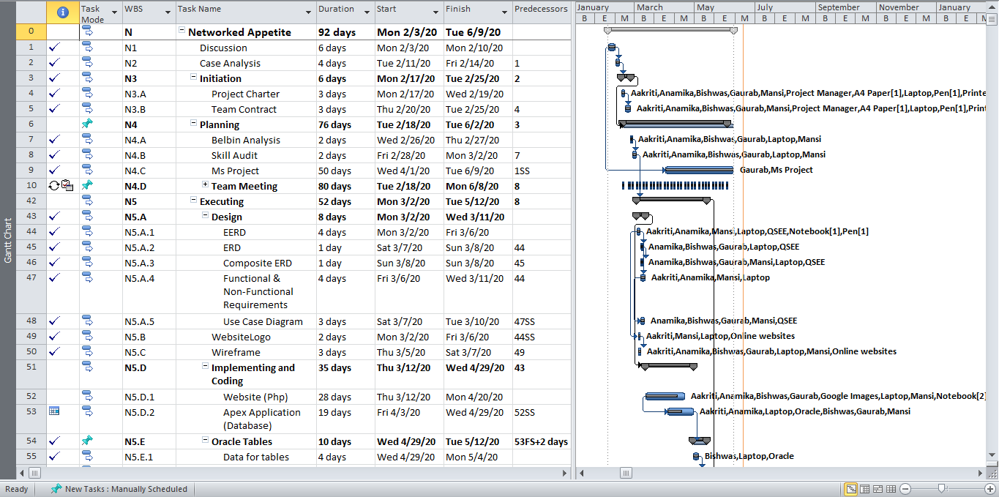 Task Mode WBS Task Name Duration Start Finish Predecessors
January March May July September November January
B E M B E M B E M B E M B E M B E M B E M
0 N Networked Appetite 92 days Mon 2/3/20 Tue 6/9/20
1 N1 Discussion 6 days Mon 2/3/20 Mon 2/10/20
2 N2 Case Analysis 4 days Tue 2/11/20 Fri 2/14/20 1
3 N3 Initiation 6 days Mon 2/17/20 Tue 2/25/20 2
4 N3.A Project Charter 3 days Mon 2/17/20 Wed 2/19/20 Aakriti,Anamika,Bishwas,Gaurab,Mansi,Project Manager,A4 Paper[1],Laptop,Pen[1],Printe
5 N3.B Team Contract 3 days Thu 2/20/20 Tue 2/25/20 4 Aakriti,Anamika,Bishwas,Gaurab,Mansi,Project Manager,A4 Paper[1],Laptop,Pen[1],Prin
6 N4 Planning 76 days Tue 2/18/20 Tue 6/2/20 3
7 N4.A Belbin Analysis 2 days Wed 2/26/20 Thu 2/27/20 Aakriti,Anamika,Bishwas,Gaurab,Laptop,Mansi
8 N4.B Skill Audit 2 days Fri 2/28/20 Mon 3/2/20 7 Aakriti,Anamika,Bishwas,Gaurab,Laptop,Mansi
9 N4.C Ms Project 50 days Wed 4/1/20 Tue 6/9/20 1SS Gaurab,Ms Project
10 N4.D Team Meeting 80 days Tue 2/18/20 Mon 6/8/20 8
42 N5 Executing 52 days Mon 3/2/20 Tue 5/12/20 8
43 N5.A Design 8 days Mon 3/2/20 Wed 3/11/20
44 N5.A.1 EERD 4 days Mon 3/2/20 Fri 3/6/20 Aakriti,Anamika,Mansi,Laptop,QSEE,Notebook[1],Pen[1]
45 N5.A.2 ERD 1 day Sat 3/7/20 Sun 3/8/20 44 Anamika,Bishwas,Gaurab,Laptop,QSEE
46 N5.A.3 Composite ERD 1 day Sun 3/8/20 Sun 3/8/20 45 Anamika,Bishwas,Gaurab,Mansi,Laptop,QSEE
47 N5.A.4 Functional & 4 days Fri 3/6/20 Wed 3/11/20 44 Aakriti,Anamika,Mansi,Laptop
Non-Functional
Requirements
48 N5.A.5 Use Case Diagram 3 days Sat 3/7/20 Tue 3/10/20 47SS Anamika,Bishwas,Gaurab,Mansi,QSEE
49 N5.B WebsiteLogo 2 days Mon 3/2/20 Fri 3/6/20 44SS Aakriti,Mansi,Laptop,Online websites
50 N5.C Wireframe 3 days Thu 3/5/20 Sat 3/7/20 49 Aakriti,Anamika,Bishwas,Gaurab,Laptop,Mansi,Online websites
51 N5.D Implementing and 35 days Thu 3/12/20 Wed 4/29/20 43
Coding
52 N5.D.1 Website (Php) 28 days Thu 3/12/20 Mon 4/20/20 Aakriti,Anamika,Bishwas,Gaurab,Google Images,Laptop,Mansi,Notebook[2]
53 N5.D.2 Apex Application 19 days Fri 4/3/20 Wed 4/29/20 52SS Aakriti,Anamika,Laptop,Oracle,Bishwas,Gaurab,Mansi
(Database)
54 N5.E Oracle Tables 10 days Wed 4/29/20 Tue 5/12/20 53FS+2 days
55 N5.E.1 Data for tables 4 days Wed 4/29/20 Mon 5/4/20 Bishwas,Laptop,Oracle
Gantt Chart
Ready New Tasks : Manually Scheduled